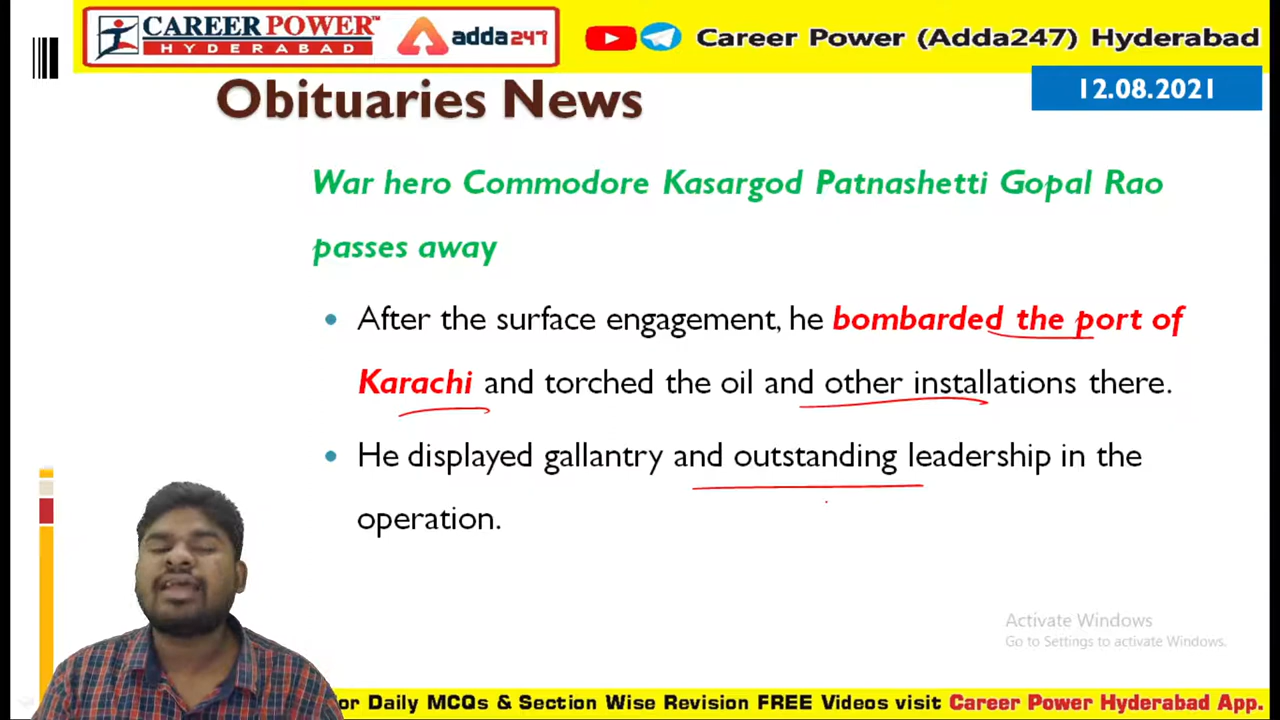 CAREER POWER™
HYDERABAD
adda247
Career Power (Adda247) Hyderabad
Obituaries News
12.08.2021
War hero Commodore Kasargod Patnashetti Gopal Rao
passes away
• After the surface engagement, he bombarded the port of
Karachi and torched the oil and other installations there.
• He displayed gallantry and outstanding leadership in the
operation.
Activate Windows
Go to Settings to activate Windows.
or Daily MCQs & Section Wise Revision FREE Videos visit Career Power Hyderabad App.